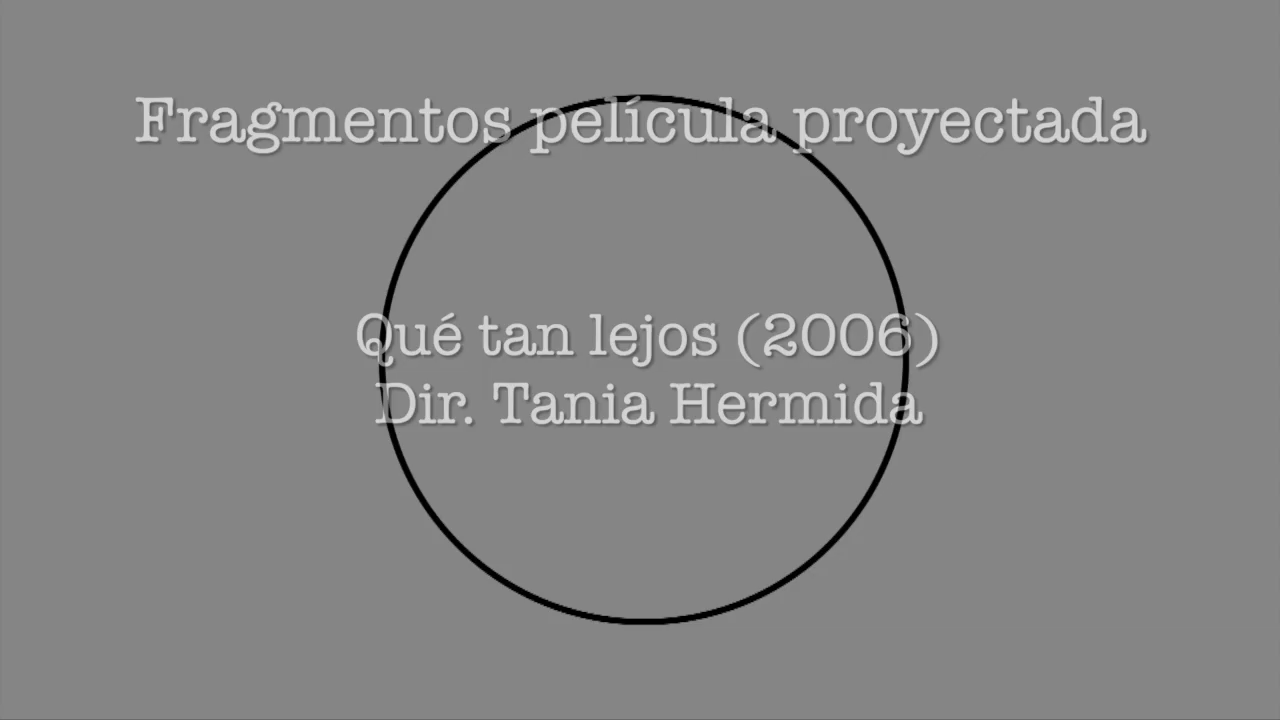 Fragmentos película proyectada
Qué tan lejos (2006)
Dir. Tania Hermida